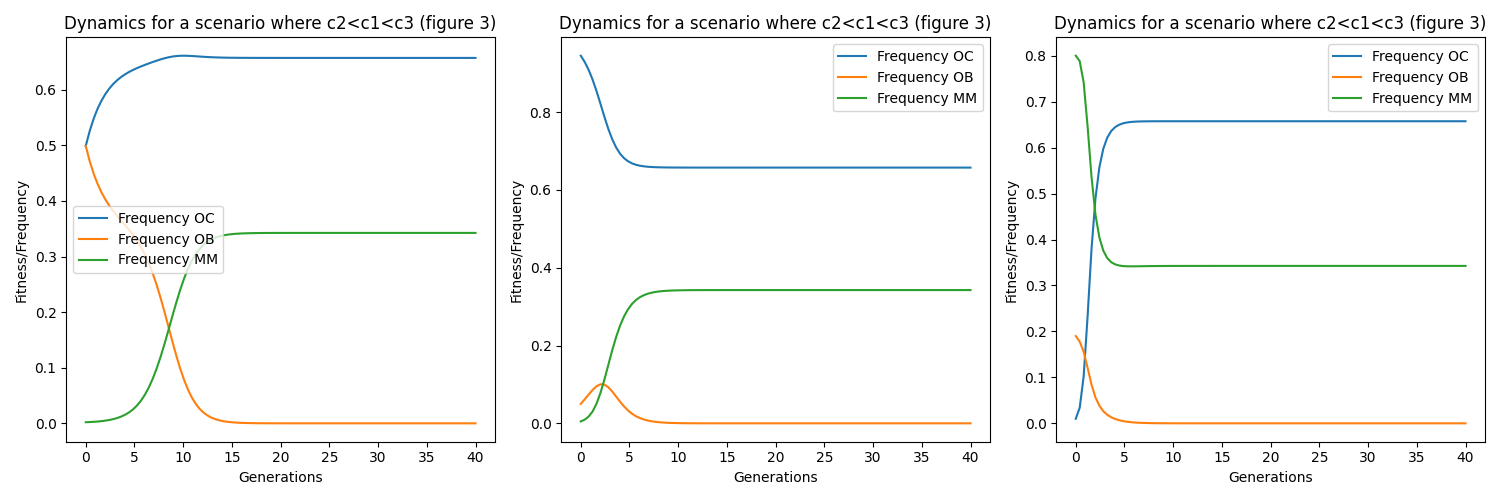 Dynamics for a scenario where c2<c1<c3 (figure 3)
Fitness/Frequency
0.6
0.5
0.4
0.3
0.2
0.1
0.0
Frequency OC
Frequency OB
Frequency MM
0 5 10 15 20 25 30 35 40
Generations
Dynamics for a scenario where c2<c1<c3 (figure 3)
Fitness/Frequency
0.8
0.6
0.4
0.2
0.0
Frequency OC
Frequency OB
Frequency MM
0 5 10 15 20 25 30 35 40
Generations
Dynamics for a scenario where c2<c1<c3 (figure 3)
Fitness/Frequency
0.8
0.7
0.6
0.5
0.4
0.3
0.2
0.1
0.0
Frequency OC
Frequency OB
Frequency MM
0 5 10 15 20 25 30 35 40
Generations